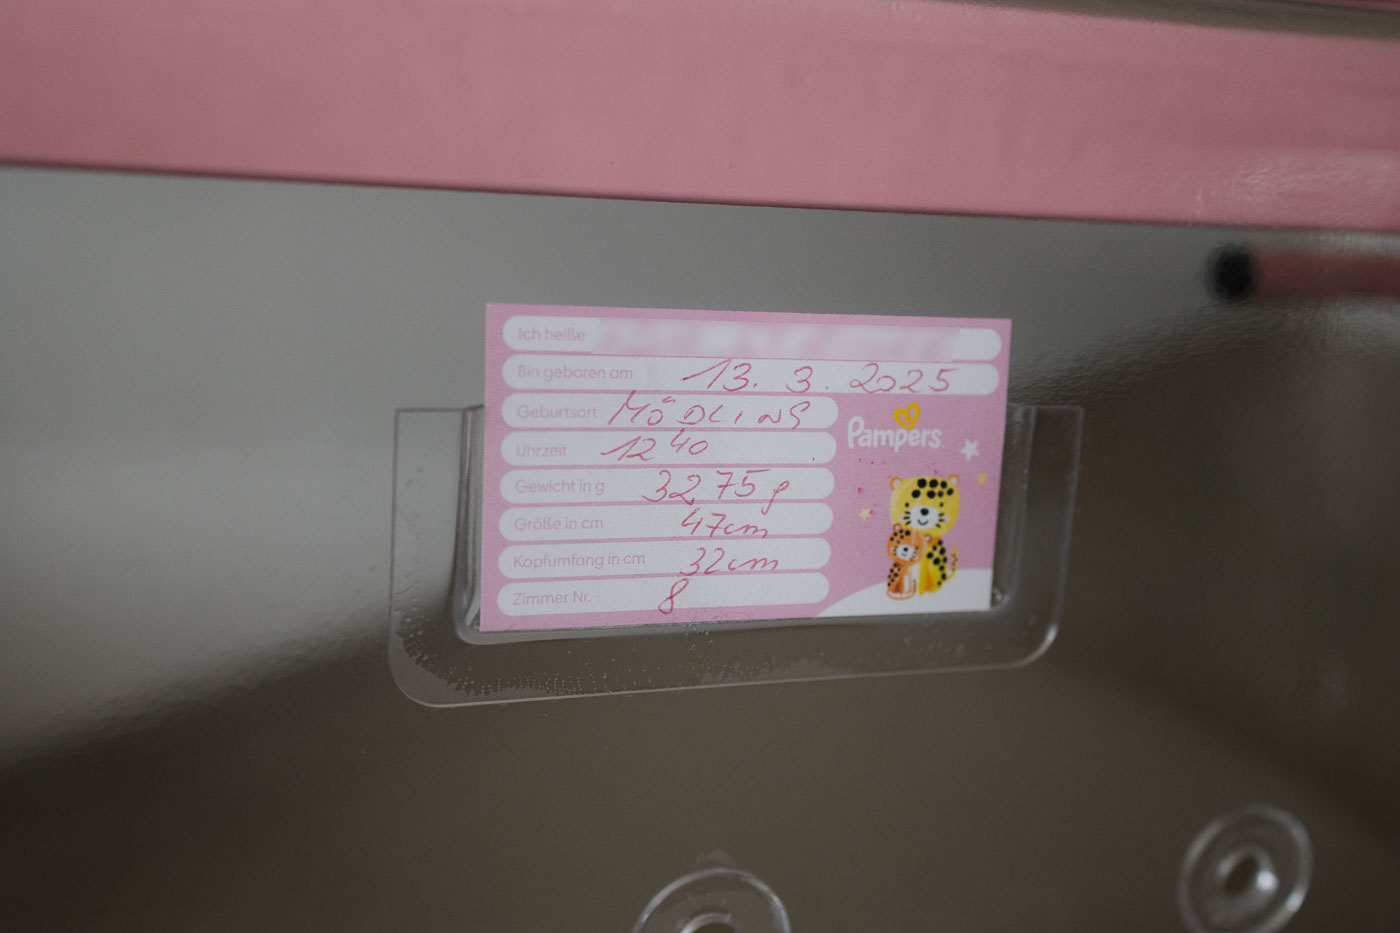 Ich heiße
Bin geboren am 13. 3. 2025
Geburtsort MÖDLING
Uhrzeit 12 40
Gewicht in g 3275 g
Größe in cm 47cm
Kopfumfang in cm 32cm
Zimmer Nr. 8
Pampers